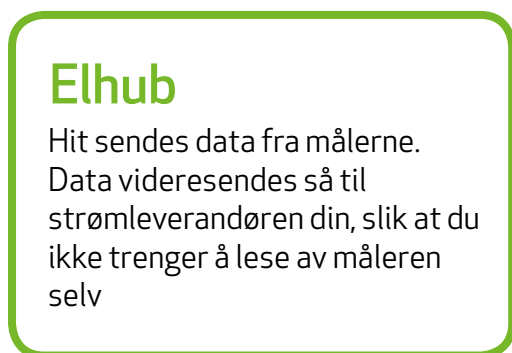 Elhub
Hit sendes data fra målerne.
Data videresendes så til
strømleverandøren din, slik at du
ikke trenger å lese av måleren
selv